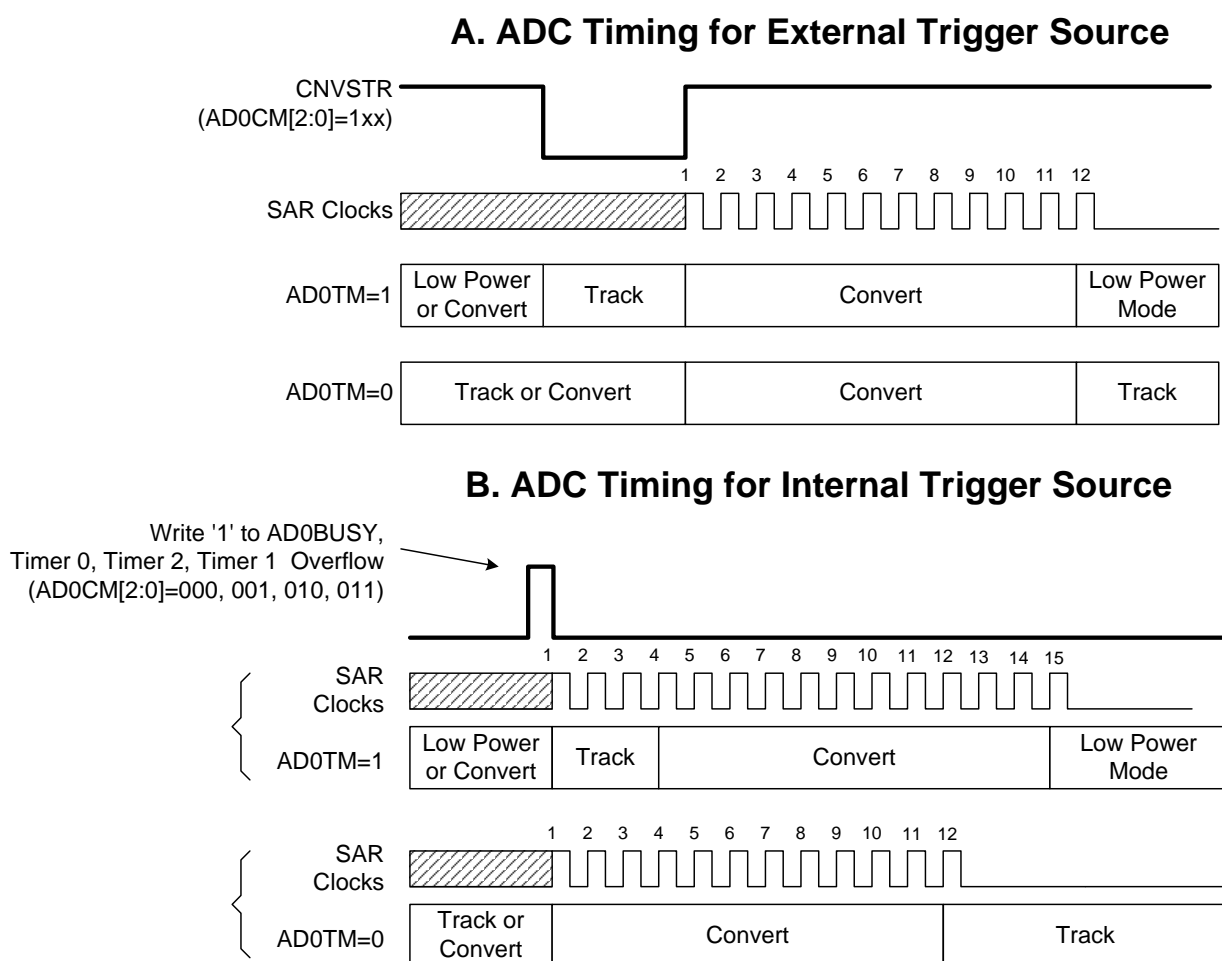 A. ADC Timing for External Trigger Source
CNVSTR
(AD0CM[2:0]=1xx)
1 2 3 4 5 6 7 8 9 10 11 12
SAR Clocks
AD0TM=1
Low Power
or Convert
Track
Convert
Low Power
Mode
AD0TM=0
Track or Convert
Convert
Track
B. ADC Timing for Internal Trigger Source
Write '1' to AD0BUSY,
Timer 0, Timer 2, Timer 1 Overflow
(AD0CM[2:0]=000, 001, 010, 011)
1 2 3 4 5 6 7 8 9 10 11 12 13 14 15
SAR
Clocks
AD0TM=1
Low Power
or Convert
Track
Convert
Low Power
Mode
1 2 3 4 5 6 7 8 9 10 11 12
SAR
Clocks
AD0TM=0
Track or
Convert
Convert
Track